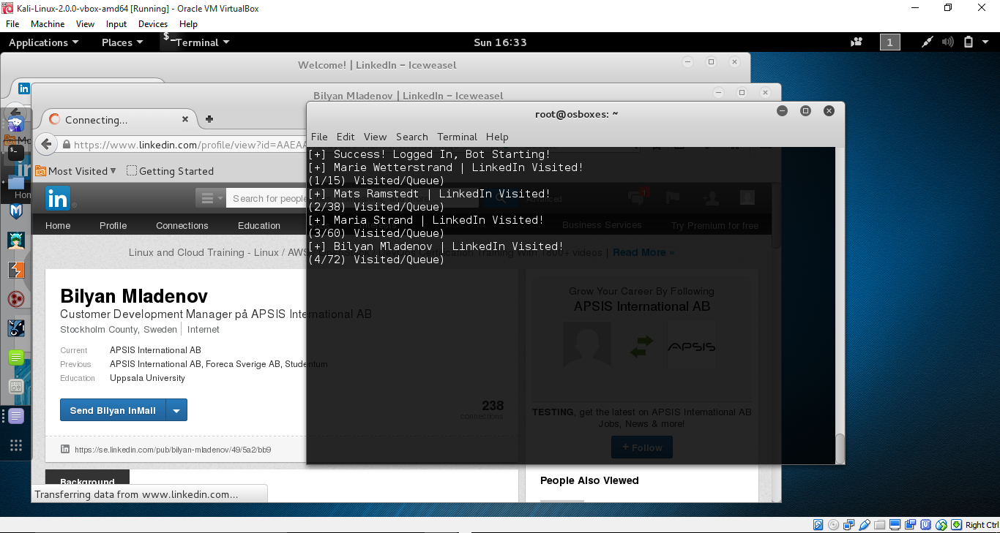 Kali-Linux-2.0.0-vbox-amd64 [Running] - Oracle VM VirtualBox
File Machine View Input Devices Help
Applications Places Terminal Sun 16:33 1
Welcome! | LinkedIn - Iceweasel
Bilyan Mladenov | LinkedIn - Iceweasel
Connecting...
https://www.linkedin.com/profile/view?id=AAEAA
Most Visited Getting Started
in Search for people,
Advanced
1
Home Profile Connections Education
Business Services Try Premium for free
Linux and Cloud Training - Linux / AWS
Certification Training With 1800+ videos | Read More »
Bilyan Mladenov
Customer Development Manager på APSIS International AB
Stockholm County, Sweden Internet
Current APSIS International AB
Previous APSIS International AB, Foreca Sverige AB, Studentum
Education Uppsala University
Send Bilyan InMail
238
connections
https://se.linkedin.com/pub/bilyan-mladenov/49/5a2/bb9
Background
Transferring data from www.linkedin.com...
root@osboxes: ~
File Edit View Search Terminal Help
[+] Success! Logged In, Bot Starting!
[+] Marie Wetterstrand | LinkedIn Visited!
(1/15) Visited/Queue)
[+] Mats Ramstedt | LinkedIn Visited!
(2/38) Visited/Queue)
[+] Maria Strand | LinkedIn Visited!
(3/60) Visited/Queue)
[+] Bilyan Mladenov | LinkedIn Visited!
(4/72) Visited/Queue)
Grow Your Career By Following
APSIS International AB
APSIS
TESTING, get the latest on APSIS International AB
Jobs, News & more!
+ Follow
People Also Viewed
Right Ctrl